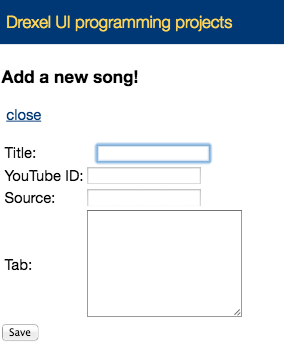 Drexel UI programming projects
Add a new song!
close
Title:
YouTube ID:
Source:
Tab:
Save